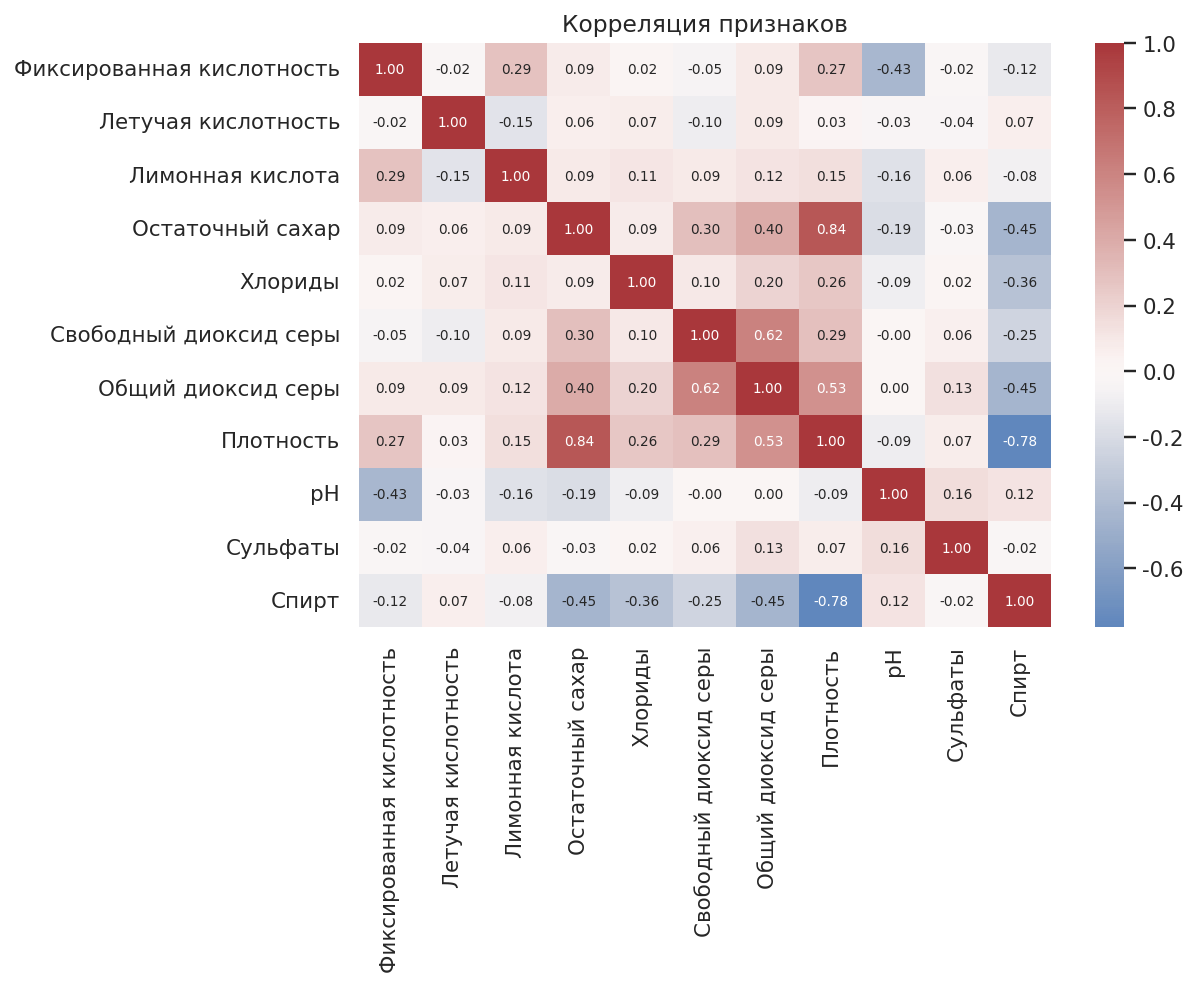 Корреляция признаков
Фиксированная кислотность 1.00 -0.02 0.29 0.09 0.02 -0.05 0.09 0.27 -0.43 -0.02 -0.12
Летучая кислотность -0.02 1.00 -0.15 0.06 0.07 -0.10 0.09 0.03 -0.03 -0.04 0.07
Лимонная кислота 0.29 -0.15 1.00 0.09 0.11 0.09 0.12 0.15 -0.16 0.06 -0.08
Остаточный сахар 0.09 0.06 0.09 1.00 0.09 0.30 0.40 0.84 -0.19 -0.03 -0.45
Хлориды 0.02 0.07 0.11 0.09 1.00 0.10 0.20 0.26 -0.09 0.02 -0.36
Свободный диоксид серы -0.05 -0.10 0.09 0.30 0.10 1.00 0.62 0.29 -0.00 0.06 -0.25
Общий диоксид серы 0.09 0.09 0.12 0.40 0.20 0.62 1.00 0.53 0.00 0.13 -0.45
Плотность 0.27 0.03 0.15 0.84 0.26 0.29 0.53 1.00 -0.09 0.07 -0.78
pH -0.43 -0.03 -0.16 -0.19 -0.09 -0.00 0.00 -0.09 1.00 0.16 0.12
Сульфаты -0.02 -0.04 0.06 -0.03 0.02 0.06 0.13 0.07 0.16 1.00 -0.02
Спирт -0.12 0.07 -0.08 -0.45 -0.36 -0.25 -0.45 -0.78 0.12 -0.02 1.00
Фиксированная кислотность
Летучая кислотность
Лимонная кислота
Остаточный сахар
Хлориды
Свободный диоксид серы
Общий диоксид серы
Плотность
pH
Сульфаты
Спирт
1.0
0.8
0.6
0.4
0.2
0.0
-0.2
-0.4
-0.6